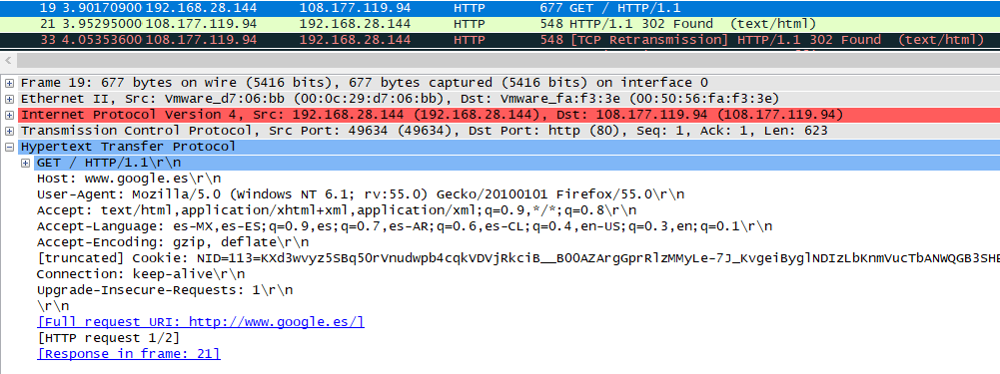 19 3.90170900 192.168.28.144 108.177.119.94 HTTP 677 GET / HTTP/1.1
21 3.95295000 108.177.119.94 192.168.28.144 HTTP 548 HTTP/1.1 302 Found (text/html)
33 4.05353600 108.177.119.94 192.168.28.144 HTTP 548 [TCP Retransmission] HTTP/1.1 302 Found (text/html)
Frame 19: 677 bytes on wire (5416 bits), 677 bytes captured (5416 bits) on interface 0
Ethernet II, Src: Vmware_d7:06:bb (00:0c:29:d7:06:bb), Dst: Vmware_fa:f3:3e (00:50:56:fa:f3:3e)
Internet Protocol Version 4, Src: 192.168.28.144 (192.168.28.144), Dst: 108.177.119.94 (108.177.119.94)
Transmission Control Protocol, Src Port: 49634 (49634), Dst Port: http (80), Seq: 1, Ack: 1, Len: 623
Hypertext Transfer Protocol
GET / HTTP/1.1\r\n
Host: www.google.es\r\n
User-Agent: Mozilla/5.0 (Windows NT 6.1; rv:55.0) Gecko/20100101 Firefox/55.0\r\n
Accept: text/html,application/xhtml+xml,application/xml;q=0.9,*/*;q=0.8\r\n
Accept-Language: es-MX,es-ES;q=0.9,es;q=0.7,es-AR;q=0.6,es-CL;q=0.4,en-US;q=0.3,en;q=0.1\r\n
Accept-Encoding: gzip, deflate\r\n
[truncated] Cookie: NID=113=KXd3wvyz5SBq50rVnudwpb4cqkVDVjRkciB__B00AZArgGprRlzMMyLe-7J_KvgeiByglNDIzLbKnmVucTbANWQGB3SHE
Connection: keep-alive\r\n
Upgrade-Insecure-Requests: 1\r\n
\r\n
[Full request URI: http://www.google.es/]
[HTTP request 1/2]
[Response in frame: 21]